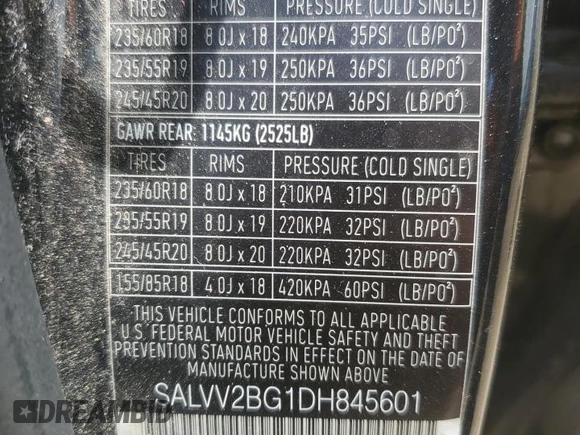 TIRES RIMS PRESSURE (COLD SINGLE)
235/60R18 8.0J x 18 240KPA 35PSI (LB/PO²)
235/55R19 8.0J x 19 250KPA 36PSI (LB/PO²)
245/45R20 8.0J x 20 250KPA 36PSI (LB/PO²)
GAWR REAR: 1145KG (2525LB)
TIRES RIMS PRESSURE (COLD SINGLE)
235/60R18 8.0J x 18 210KPA 31PSI (LB/PO²)
235/55R19 8.0J x 19 220KPA 32PSI (LB/PO²)
245/45R20 8.0J x 20 220KPA 32PSI (LB/PO²)
155/85R18 4.0J x 18 420KPA 60PSI (LB/PO²)
THIS VEHICLE CONFORMS TO ALL APPLICABLE
U.S. FEDERAL MOTOR VEHICLE SAFETY AND THEFT
PREVENTION STANDARDS IN EFFECT ON THE DATE OF
MANUFACTURE SHOWN ABOVE
SALVV2BG1DH845601
DREAMBID